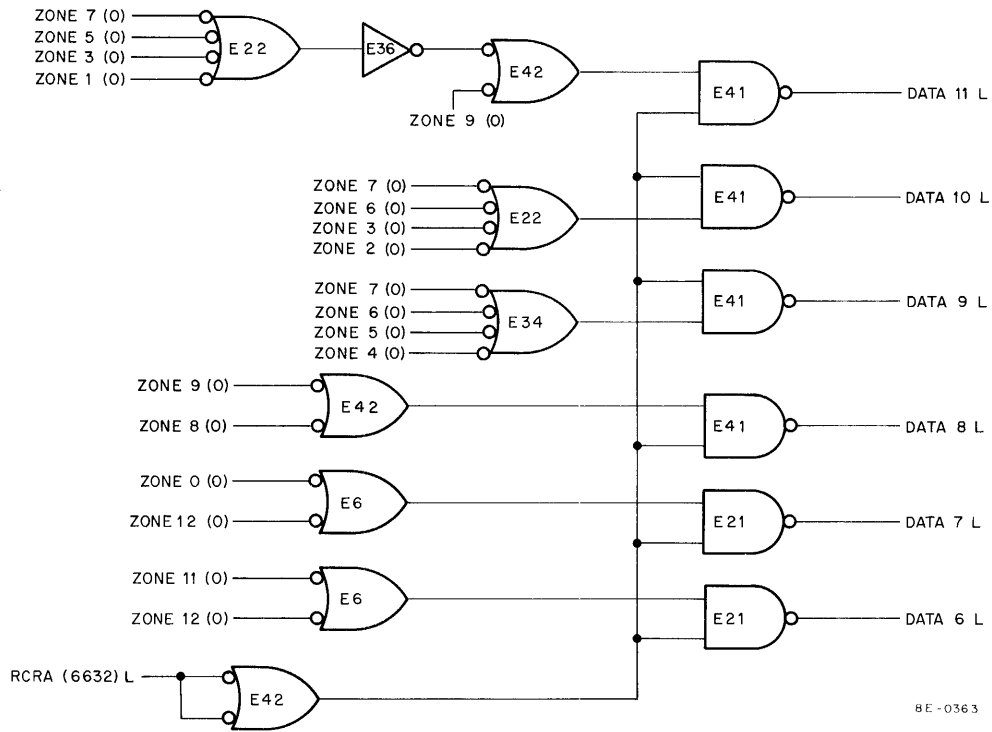 ZONE 7 (0)
ZONE 5 (0)
ZONE 3 (0)
ZONE 1 (0)
E22
E36
E42
ZONE 9 (0)
E41
DATA 11 L
ZONE 7 (0)
ZONE 6 (0)
ZONE 3 (0)
ZONE 2 (0)
E22
E41
DATA 10 L
ZONE 7 (0)
ZONE 6 (0)
ZONE 5 (0)
ZONE 4 (0)
E34
E41
DATA 9 L
ZONE 9 (0)
ZONE 8 (0)
E42
E41
DATA 8 L
ZONE 0 (0)
ZONE 12 (0)
E6
E21
DATA 7 L
ZONE 11 (0)
ZONE 12 (0)
E6
E21
DATA 6 L
RCRA (6632) L
E42
8E-0363